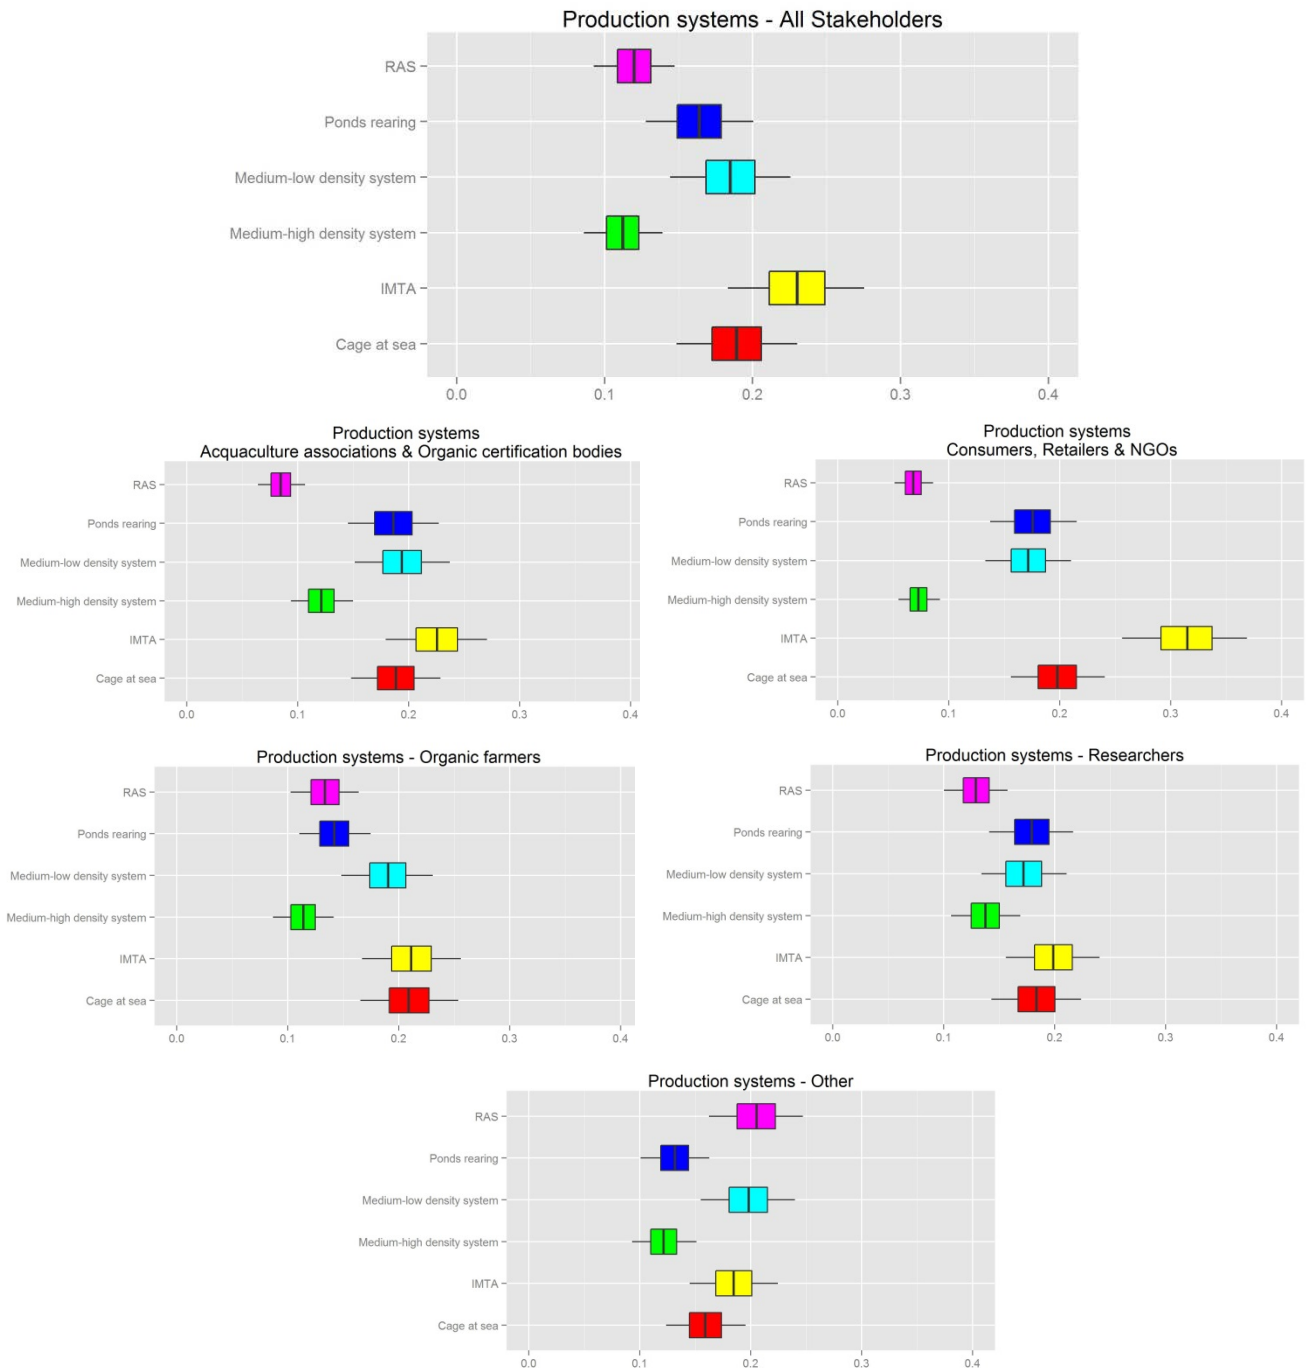 Production systems - All Stakeholders
RAS
Ponds rearing
Medium-low density system
Medium-high density system
IMTA
Cage at sea
0.0 0.1 0.2 0.3 0.4
Production systems
Acquaculture associations & Organic certification bodies
RAS
Ponds rearing
Medium-low density system
Medium-high density system
IMTA
Cage at sea
0.0 0.1 0.2 0.3 0.4
Production systems
Consumers, Retailers & NGOs
RAS
Ponds rearing
Medium-low density system
Medium-high density system
IMTA
Cage at sea
0.0 0.1 0.2 0.3 0.4
Production systems - Organic farmers
RAS
Ponds rearing
Medium-low density system
Medium-high density system
IMTA
Cage at sea
0.0 0.1 0.2 0.3 0.4
Production systems - Researchers
RAS
Ponds rearing
Medium-low density system
Medium-high density system
IMTA
Cage at sea
0.0 0.1 0.2 0.3 0.4
Production systems - Other
RAS
Ponds rearing
Medium-low density system
Medium-high density system
IMTA
Cage at sea
0.0 0.1 0.2 0.3 0.4